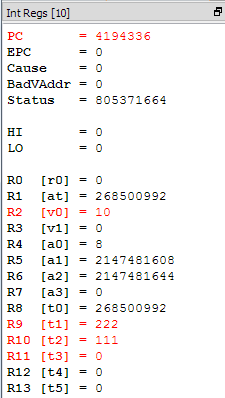 Int Regs [10]
PC = 4194336
EPC = 0
Cause = 0
BadVAddr = 0
Status = 805371664
HI = 0
LO = 0
R0 [r0] = 0
R1 [at] = 268500992
R2 [v0] = 10
R3 [v1] = 0
R4 [a0] = 8
R5 [a1] = 2147481608
R6 [a2] = 2147481644
R7 [a3] = 0
R8 [t0] = 268500992
R9 [t1] = 222
R10 [t2] = 111
R11 [t3] = 0
R12 [t4] = 0
R13 [t5] = 0